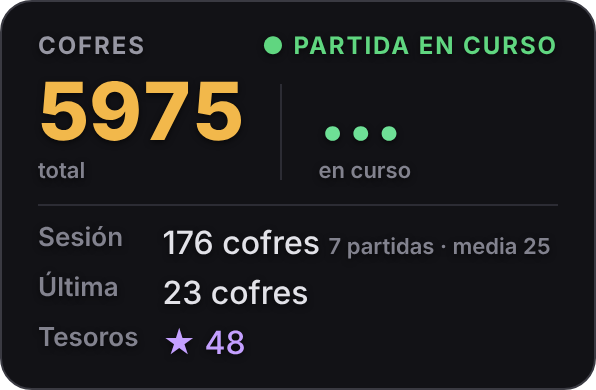 COFRES ● PARTIDA EN CURSO
5975 •••
total en curso
Sesión 176 cofres 7 partidas · media 25
Última 23 cofres
Tesoros ★ 48